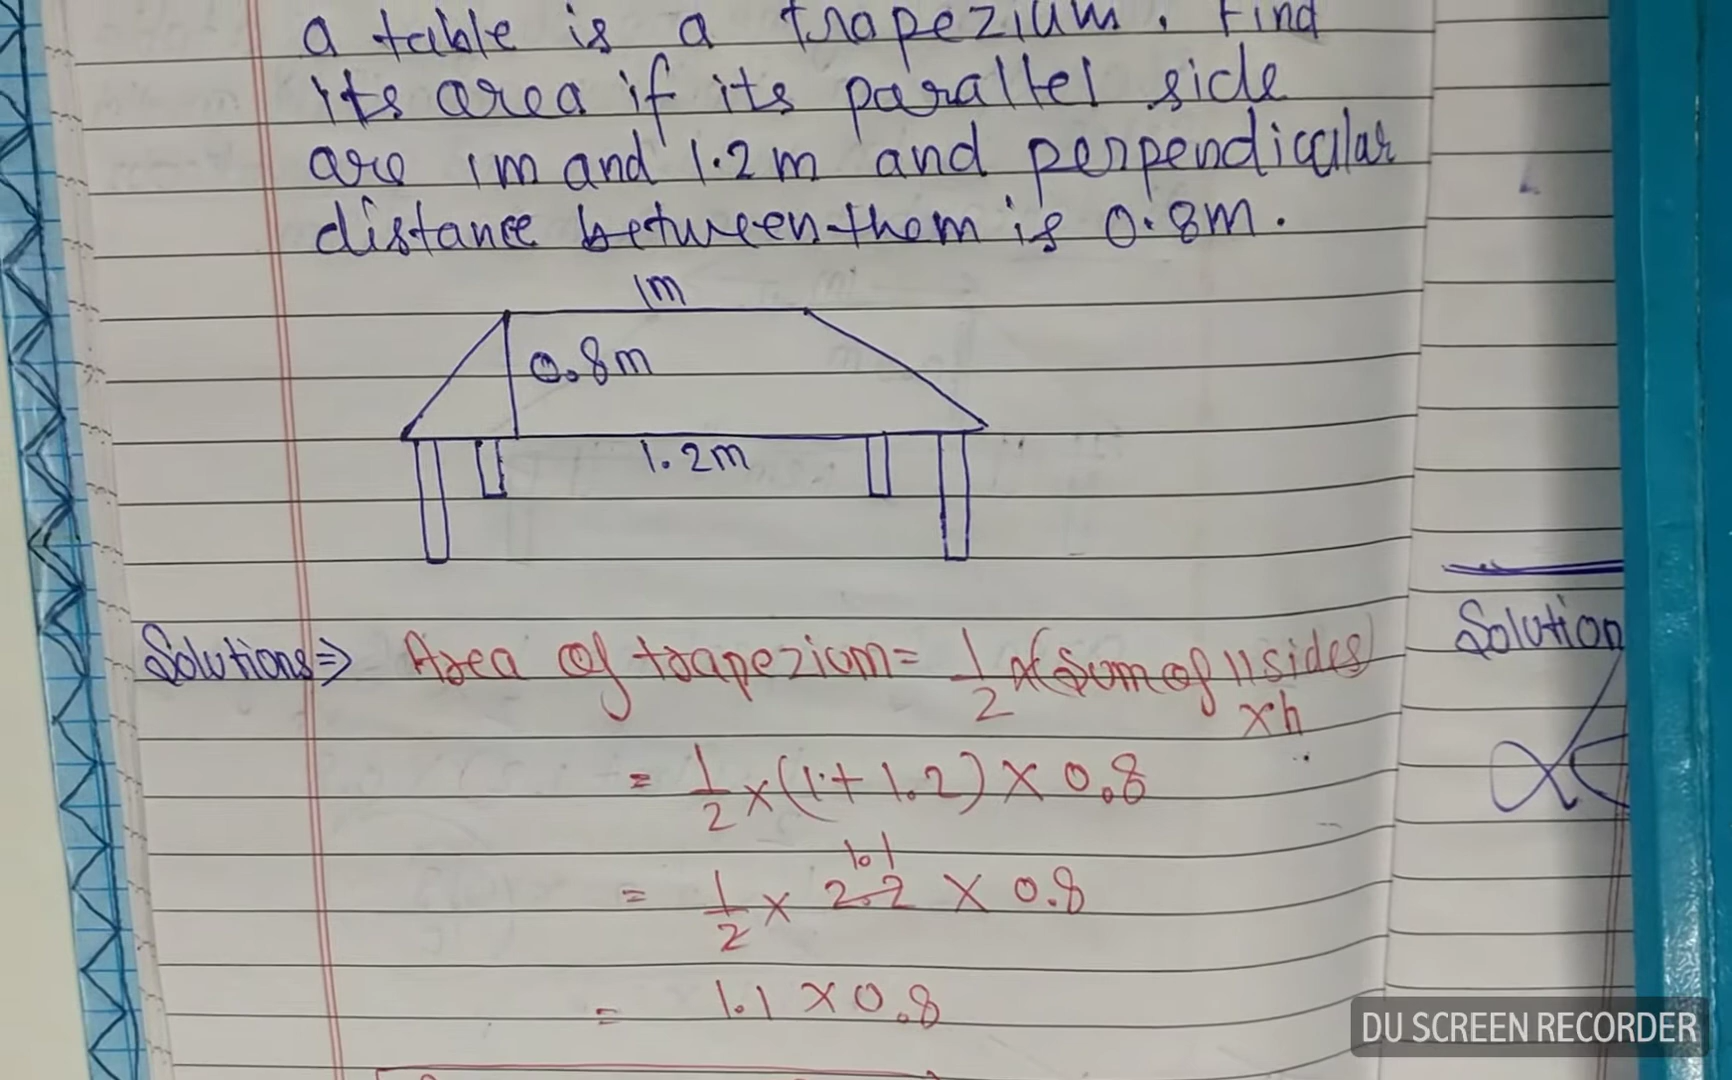 a table is a trapezium. Find
its area if its parallel side
are 1m and 1.2m and perpendicular
distance between them is 0.8m.
1m
0.8m
1.2m
Solutions⇒ Area of trapezium = 1/2 × (sum of 11 sides)
×h
= 1/2 × (1 + 1.2) × 0.8
1.1
= 1/2 × 2.2 × 0.8
= 1.1 × 0.8
Solution
DU SCREEN RECORDER